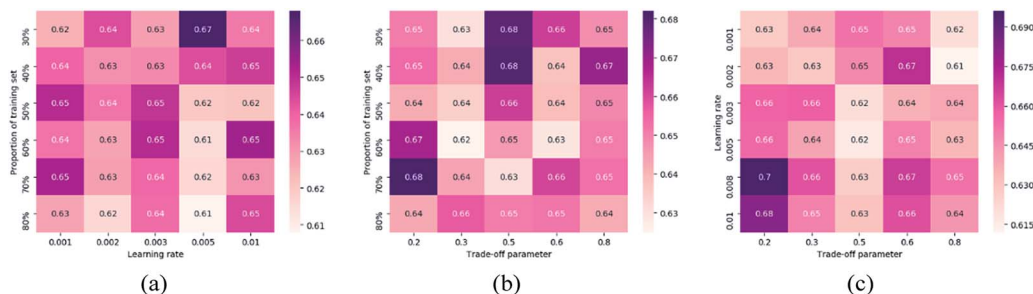 30% 0.62 0.64 0.63 0.67 0.64
40% 0.64 0.63 0.63 0.64 0.65
50% 0.65 0.64 0.65 0.62 0.62
60% 0.64 0.63 0.65 0.61 0.65
70% 0.65 0.63 0.64 0.62 0.63
80% 0.63 0.62 0.64 0.61 0.65
0.001 0.002 0.003 0.005 0.01
Learning rate
Proportion of training set
0.66
0.65
0.64
0.63
0.62
0.61
(a)
30% 0.65 0.63 0.68 0.66 0.65
40% 0.65 0.64 0.68 0.64 0.67
50% 0.64 0.64 0.66 0.64 0.65
60% 0.67 0.62 0.65 0.63 0.65
70% 0.68 0.64 0.63 0.66 0.65
80% 0.64 0.66 0.65 0.65 0.64
0.2 0.3 0.5 0.6 0.8
Trade-off parameter
Proportion of training set
0.68
0.67
0.66
0.65
0.64
0.63
(b)
0.001 0.63 0.64 0.65 0.65 0.62
0.002 0.63 0.63 0.65 0.67 0.61
0.003 0.66 0.66 0.62 0.64 0.64
0.005 0.66 0.64 0.62 0.65 0.63
0.008 0.7 0.66 0.63 0.67 0.65
0.01 0.68 0.65 0.63 0.66 0.64
0.2 0.3 0.5 0.6 0.8
Trade-off parameter
Learning rate
0.690
0.675
0.660
0.645
0.630
0.615
(c)